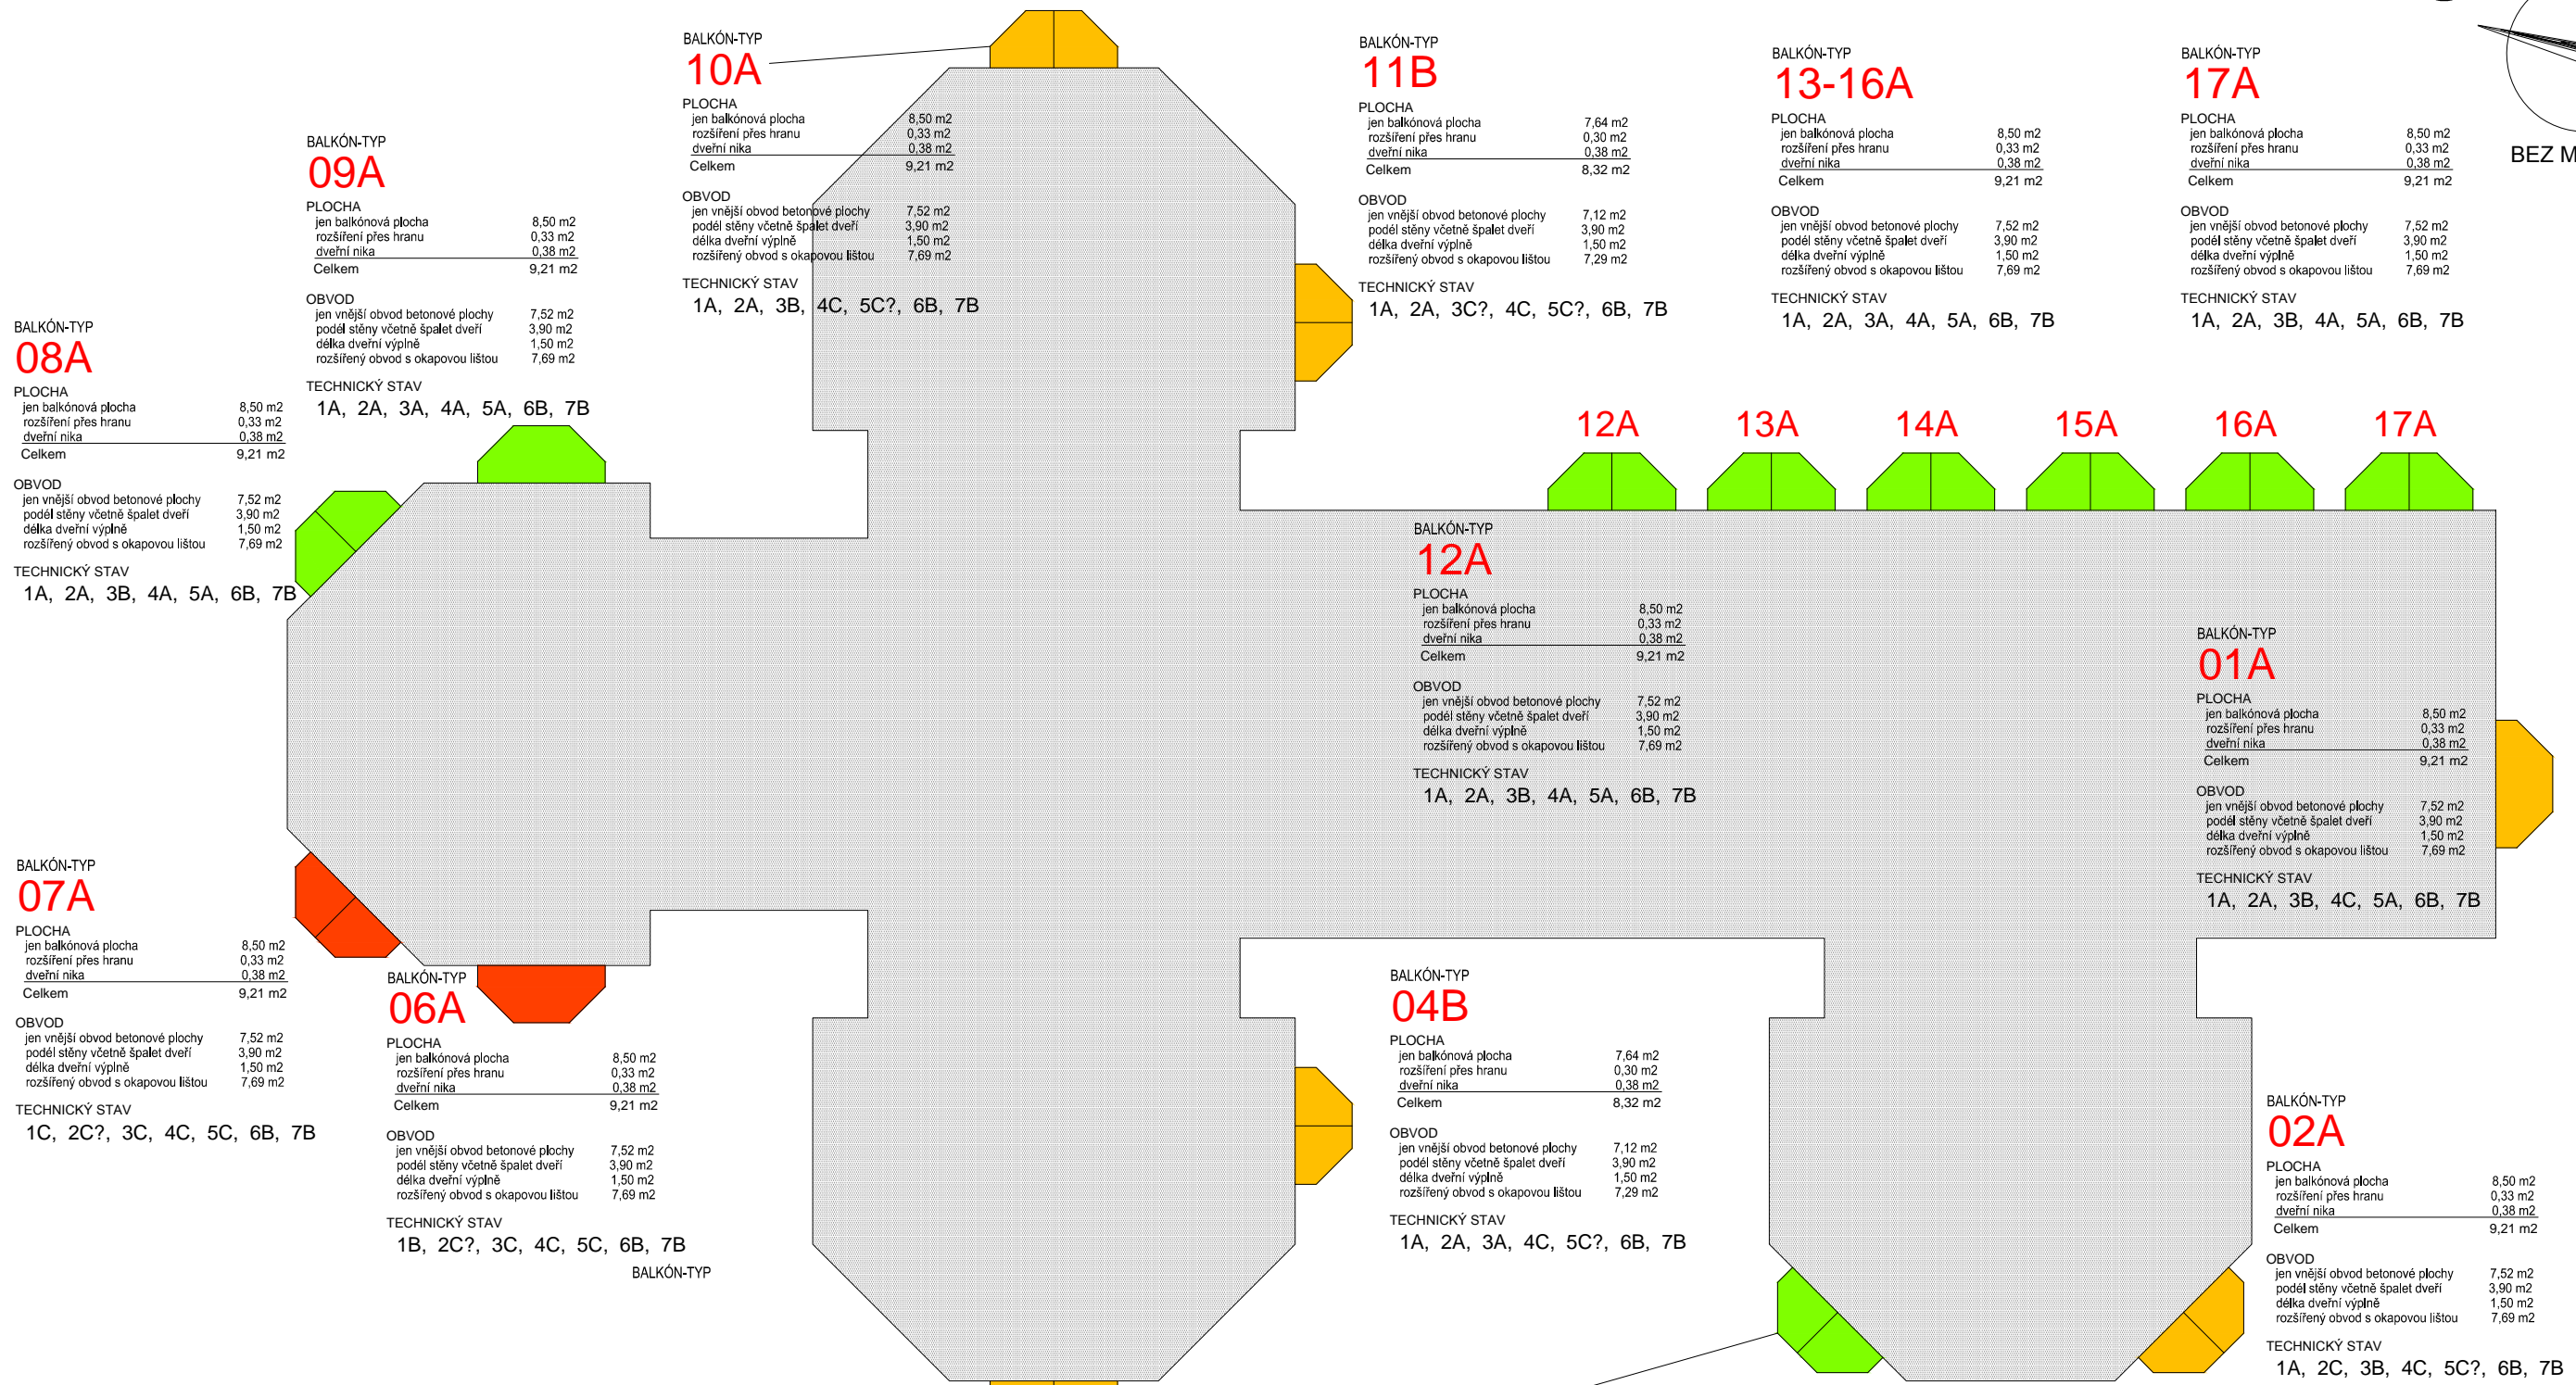 BALKÓN-TYP
10A
PLOCHA
jen balkónová plocha 8,50 m2
rozšíření přes hranu 0,33 m2
dveřní nika 0,38 m2
Celkem 9,21 m2
OBVOD
jen vnější obvod betonové plochy 7,52 m2
podél stěny včetně špalet dveří 3,90 m2
délka dveřní výplně 1,50 m2
rozšířený obvod s okapovou lištou 7,69 m2
TECHNICKÝ STAV
1A, 2A, 3B, 4C, 5C?, 6B, 7B
BALKÓN-TYP
11B
PLOCHA
jen balkónová plocha 7,64 m2
rozšíření přes hranu 0,30 m2
dveřní nika 0,38 m2
Celkem 8,32 m2
OBVOD
jen vnější obvod betonové plochy 7,12 m2
podél stěny včetně špalet dveří 3,90 m2
délka dveřní výplně 1,50 m2
rozšířený obvod s okapovou lištou 7,29 m2
TECHNICKÝ STAV
1A, 2A, 3C?, 4C, 5C?, 6B, 7B
BALKÓN-TYP
13-16A
PLOCHA
jen balkónová plocha 8,50 m2
rozšíření přes hranu 0,33 m2
dveřní nika 0,38 m2
Celkem 9,21 m2
OBVOD
jen vnější obvod betonové plochy 7,52 m2
podél stěny včetně špalet dveří 3,90 m2
délka dveřní výplně 1,50 m2
rozšířený obvod s okapovou lištou 7,69 m2
TECHNICKÝ STAV
1A, 2A, 3A, 4A, 5A, 6B, 7B
BALKÓN-TYP
17A
PLOCHA
jen balkónová plocha 8,50 m2
rozšíření přes hranu 0,33 m2
dveřní nika 0,38 m2
Celkem 9,21 m2
OBVOD
jen vnější obvod betonové plochy 7,52 m2
podél stěny včetně špalet dveří 3,90 m2
délka dveřní výplně 1,50 m2
rozšířený obvod s okapovou lištou 7,69 m2
TECHNICKÝ STAV
1A, 2A, 3B, 4A, 5A, 6B, 7B
BEZ M
BALKÓN-TYP
09A
PLOCHA
jen balkónová plocha 8,50 m2
rozšíření přes hranu 0,33 m2
dveřní nika 0,38 m2
Celkem 9,21 m2
OBVOD
jen vnější obvod betonové plochy 7,52 m2
podél stěny včetně špalet dveří 3,90 m2
délka dveřní výplně 1,50 m2
rozšířený obvod s okapovou lištou 7,69 m2
TECHNICKÝ STAV
1A, 2A, 3A, 4A, 5A, 6B, 7B
BALKÓN-TYP
08A
PLOCHA
jen balkónová plocha 8,50 m2
rozšíření přes hranu 0,33 m2
dveřní nika 0,38 m2
Celkem 9,21 m2
OBVOD
jen vnější obvod betonové plochy 7,52 m2
podél stěny včetně špalet dveří 3,90 m2
délka dveřní výplně 1,50 m2
rozšířený obvod s okapovou lištou 7,69 m2
TECHNICKÝ STAV
1A, 2A, 3B, 4A, 5A, 6B, 7B
12A 13A 14A 15A 16A 17A
BALKÓN-TYP
12A
PLOCHA
jen balkónová plocha 8,50 m2
rozšíření přes hranu 0,33 m2
dveřní nika 0,38 m2
Celkem 9,21 m2
OBVOD
jen vnější obvod betonové plochy 7,52 m2
podél stěny včetně špalet dveří 3,90 m2
délka dveřní výplně 1,50 m2
rozšířený obvod s okapovou lištou 7,69 m2
TECHNICKÝ STAV
1A, 2A, 3B, 4A, 5A, 6B, 7B
BALKÓN-TYP
01A
PLOCHA
jen balkónová plocha 8,50 m2
rozšíření přes hranu 0,33 m2
dveřní nika 0,38 m2
Celkem 9,21 m2
OBVOD
jen vnější obvod betonové plochy 7,52 m2
podél stěny včetně špalet dveří 3,90 m2
délka dveřní výplně 1,50 m2
rozšířený obvod s okapovou lištou 7,69 m2
TECHNICKÝ STAV
1A, 2A, 3B, 4C, 5A, 6B, 7B
BALKÓN-TYP
07A
PLOCHA
jen balkónová plocha 8,50 m2
rozšíření přes hranu 0,33 m2
dveřní nika 0,38 m2
Celkem 9,21 m2
OBVOD
jen vnější obvod betonové plochy 7,52 m2
podél stěny včetně špalet dveří 3,90 m2
délka dveřní výplně 1,50 m2
rozšířený obvod s okapovou lištou 7,69 m2
TECHNICKÝ STAV
1C, 2C?, 3C, 4C, 5C, 6B, 7B
BALKÓN-TYP
06A
PLOCHA
jen balkónová plocha 8,50 m2
rozšíření přes hranu 0,33 m2
dveřní nika 0,38 m2
Celkem 9,21 m2
OBVOD
jen vnější obvod betonové plochy 7,52 m2
podél stěny včetně špalet dveří 3,90 m2
délka dveřní výplně 1,50 m2
rozšířený obvod s okapovou lištou 7,69 m2
TECHNICKÝ STAV
1B, 2C?, 3C, 4C, 5C, 6B, 7B
BALKÓN-TYP
BALKÓN-TYP
04B
PLOCHA
jen balkónová plocha 7,64 m2
rozšíření přes hranu 0,30 m2
dveřní nika 0,38 m2
Celkem 8,32 m2
OBVOD
jen vnější obvod betonové plochy 7,12 m2
podél stěny včetně špalet dveří 3,90 m2
délka dveřní výplně 1,50 m2
rozšířený obvod s okapovou lištou 7,29 m2
TECHNICKÝ STAV
1A, 2A, 3A, 4C, 5C?, 6B, 7B
BALKÓN-TYP
02A
PLOCHA
jen balkónová plocha 8,50 m2
rozšíření přes hranu 0,33 m2
dveřní nika 0,38 m2
Celkem 9,21 m2
OBVOD
jen vnější obvod betonové plochy 7,52 m2
podél stěny včetně špalet dveří 3,90 m2
délka dveřní výplně 1,50 m2
rozšířený obvod s okapovou lištou 7,69 m2
TECHNICKÝ STAV
1A, 2C, 3B, 4C, 5C?, 6B, 7B